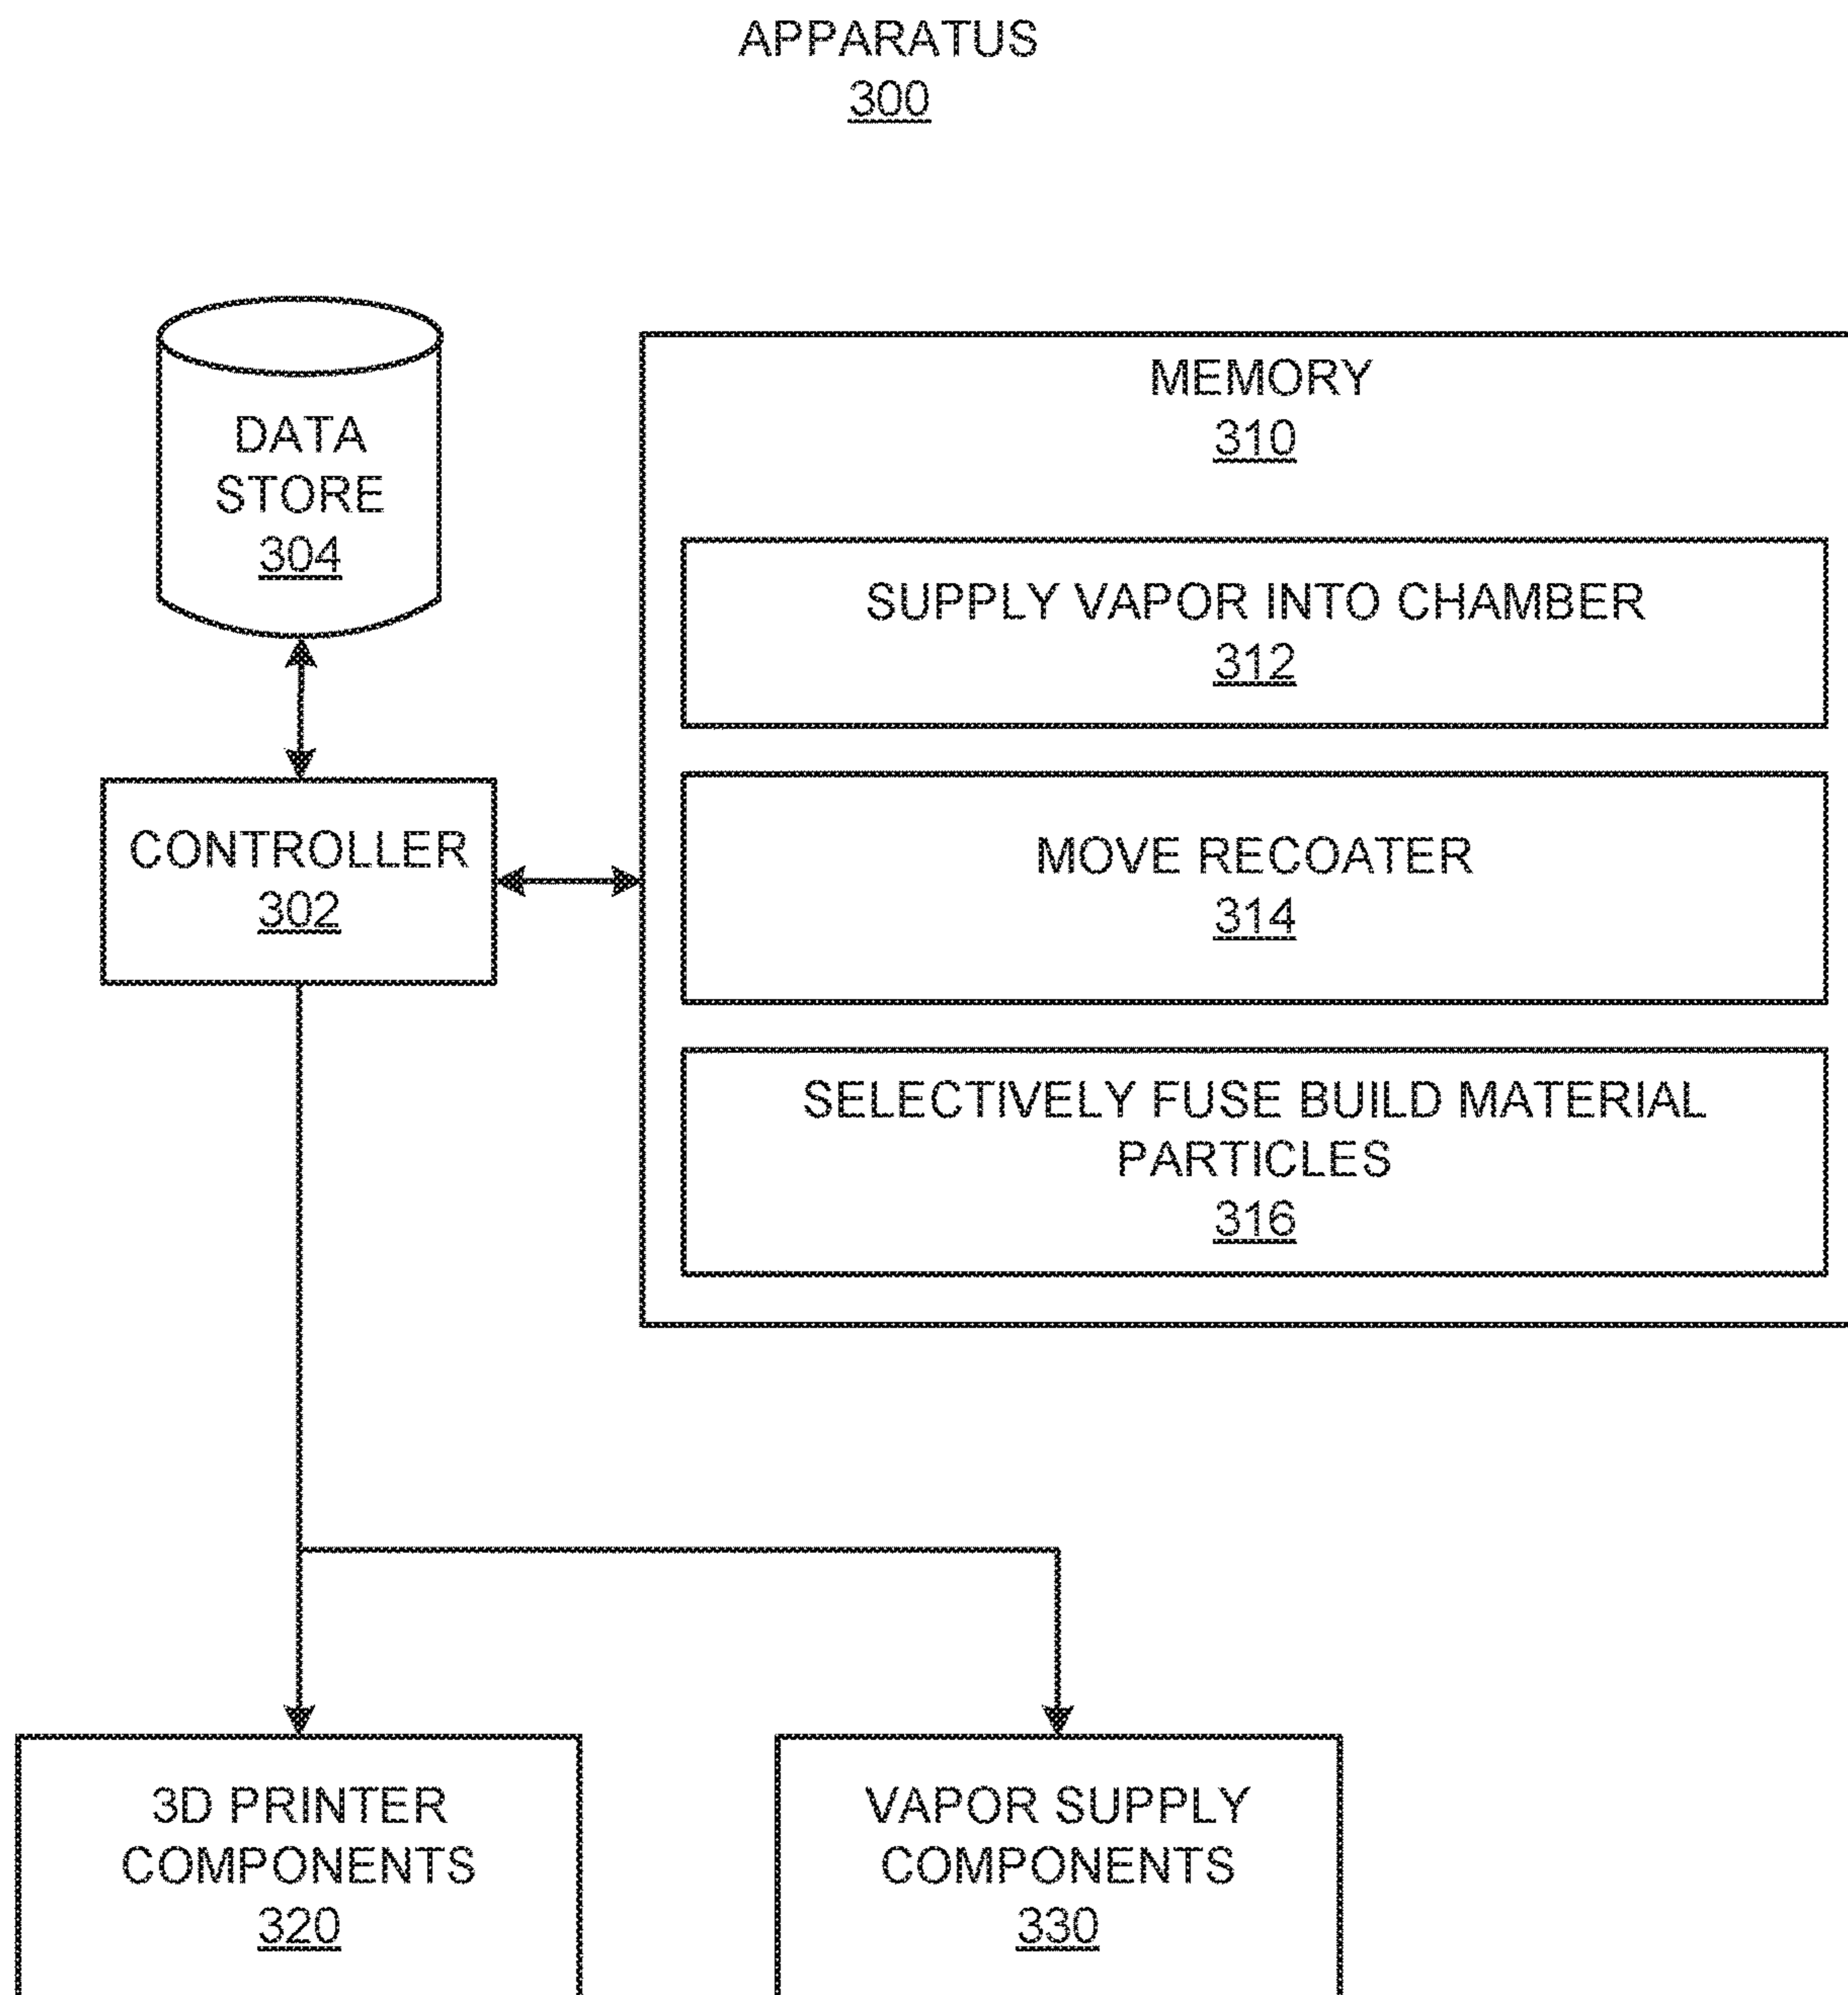 APPARATUS
300
DATA
STORE
304
MEMORY
310
SUPPLY VAPOR INTO CHAMBER
312
CONTROLLER
302
MOVE RECOATER
314
SELECTIVELY FUSE BUILD MATERIAL
PARTICLES
316
3D PRINTER
COMPONENTS
320
VAPOR SUPPLY
COMPONENTS
330